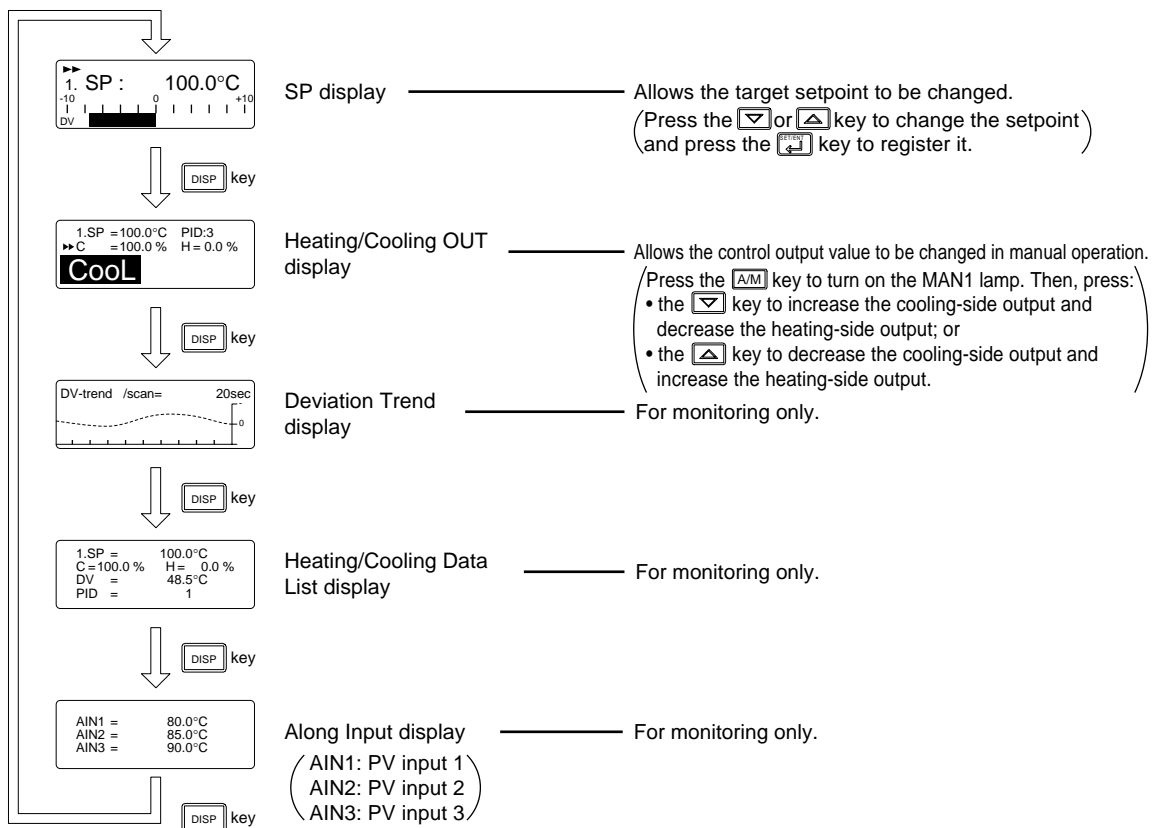 1. SP : 100.0°C
-10 0 +10
DV
SP display
Allows the target setpoint to be changed.
Press the or key to change the setpoint
and press the SET/ENT key to register it.
DISP key
1.SP =100.0°C PID:3
C =100.0 % H = 0.0 %
CooL
Heating/Cooling OUT
display
Allows the control output value to be changed in manual operation.
Press the A/M key to turn on the MAN1 lamp. Then, press:
• the key to increase the cooling-side output and
decrease the heating-side output; or
• the key to decrease the cooling-side output and
increase the heating-side output.
DISP key
DV-trend /scan= 20sec
0
Deviation Trend
display
For monitoring only.
DISP key
1.SP = 100.0°C
C =100.0 % H = 0.0 %
DV = 48.5°C
PID = 1
Heating/Cooling Data
List display
For monitoring only.
DISP key
AIN1 = 80.0°C
AIN2 = 85.0°C
AIN3 = 90.0°C
Along Input display
For monitoring only.
AIN1: PV input 1
AIN2: PV input 2
AIN3: PV input 3
DISP key